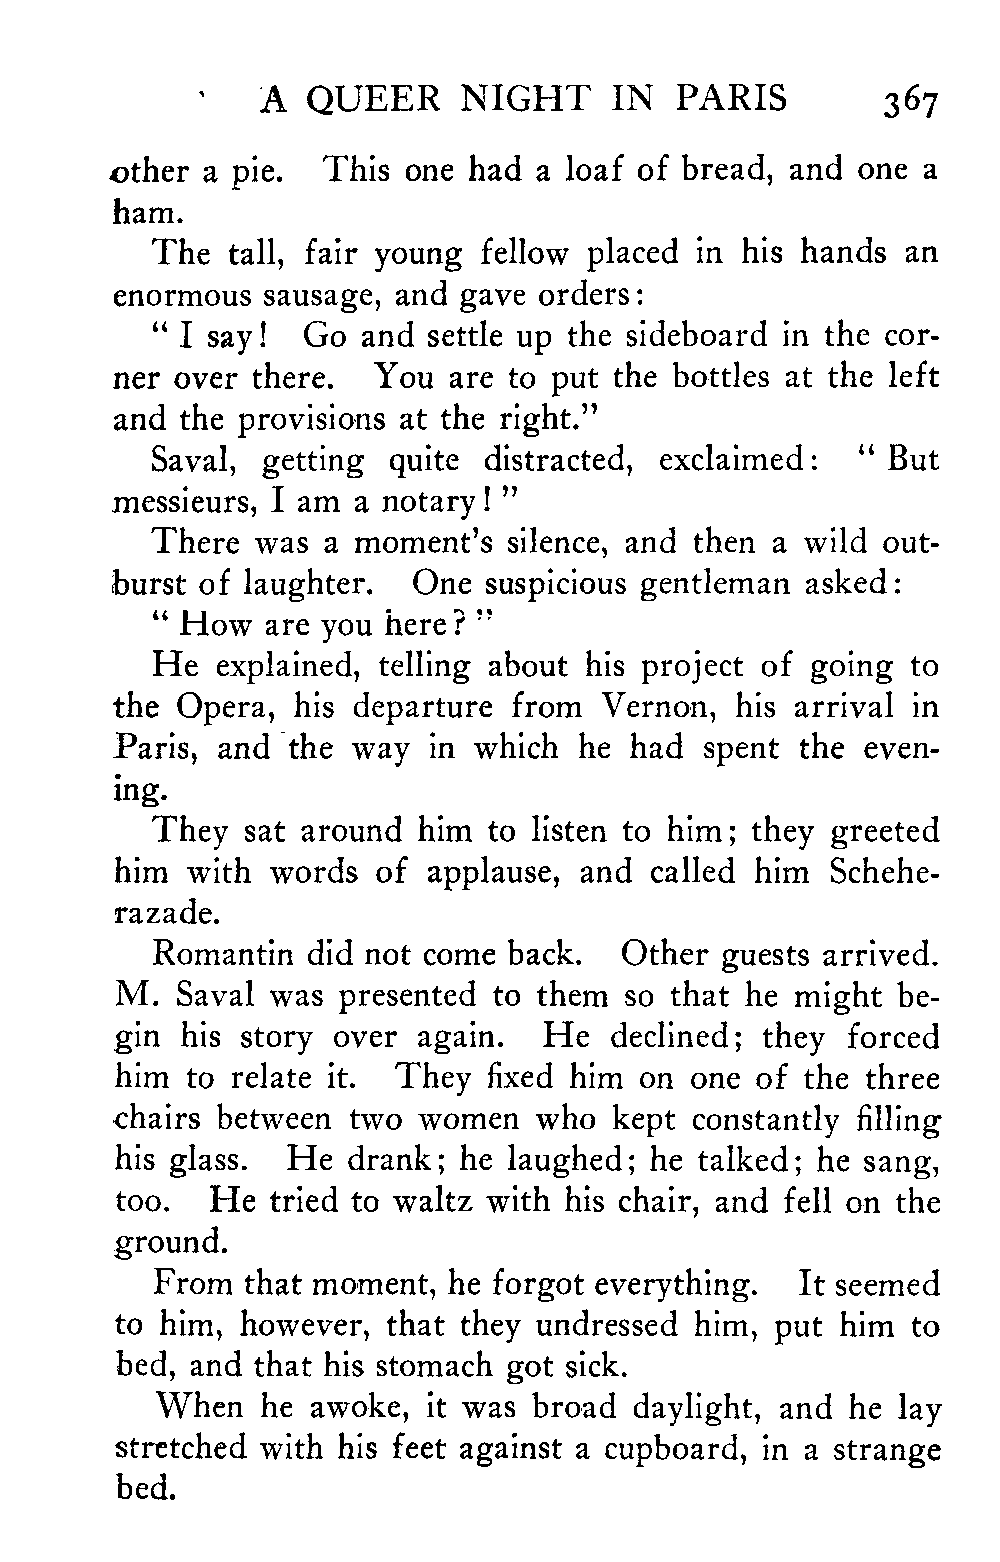 A QUEER NIGHT IN PARIS 367
other a pie. This one had a loaf of bread, and one a
ham.
The tall, fair young fellow placed in his hands an
enormous sausage, and gave orders:
“ I say! Go and settle up the sideboard in the cor-
ner over there. You are to put the bottles at the left
and the provisions at the right.”
Saval, getting quite distracted, exclaimed: “ But
messieurs, I am a notary! ”
There was a moment's silence, and then a wild out-
burst of laughter. One suspicious gentleman asked:
“ How are you here? ”
He explained, telling about his project of going to
the Opera, his departure from Vernon, his arrival in
Paris, and the way in which he had spent the even-
ing.
They sat around him to listen to him; they greeted
him with words of applause, and called him Schehe-
razade.
Romantin did not come back. Other guests arrived.
M. Saval was presented to them so that he might be-
gin his story over again. He declined; they forced
him to relate it. They fixed him on one of the three
chairs between two women who kept constantly filling
his glass. He drank; he laughed; he talked; he sang,
too. He tried to waltz with his chair, and fell on the
ground.
From that moment, he forgot everything. It seemed
to him, however, that they undressed him, put him to
bed, and that his stomach got sick.
When he awoke, it was broad daylight, and he lay
stretched with his feet against a cupboard, in a strange
bed.